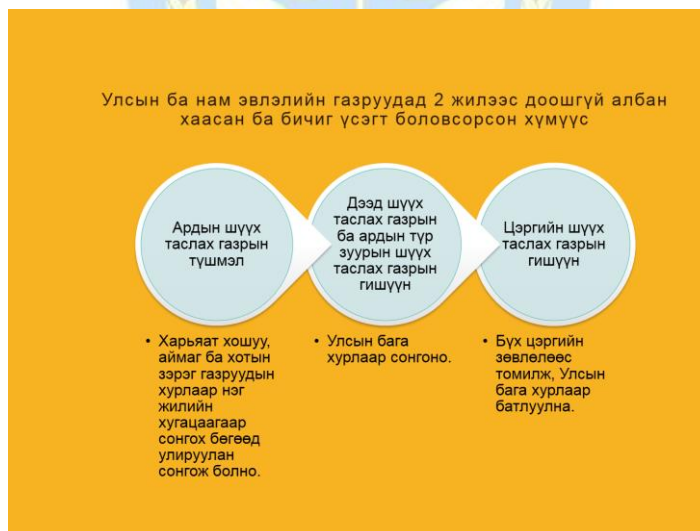 Улсын ба нам эвлэлийн газруудад 2 жилээс доошгүй албан
хаасан ба бичиг үсэгт боловсорсон хүмүүс
Ардын шүүх
таслах газрын
түшмэл
Дээд шүүх
таслах газрын
ба ардын түр
зуурын шүүх
таслах газрын
гишүүн
Цэргийн шүүх
таслах газрын
гишүүн
• Харьяат хошуу,
аймаг ба хотын
зэрэг газруудын
хурлаар нэг
жилийн
хугацаагаар
сонгох бөгөөд
улируулан
сонгож болно.
• Улсын бага
хурлаар сонгоно.
• Бүх цэргийн
зөвлөлөөс
томилж, Улсын
бага хурлаар
батлуулна.